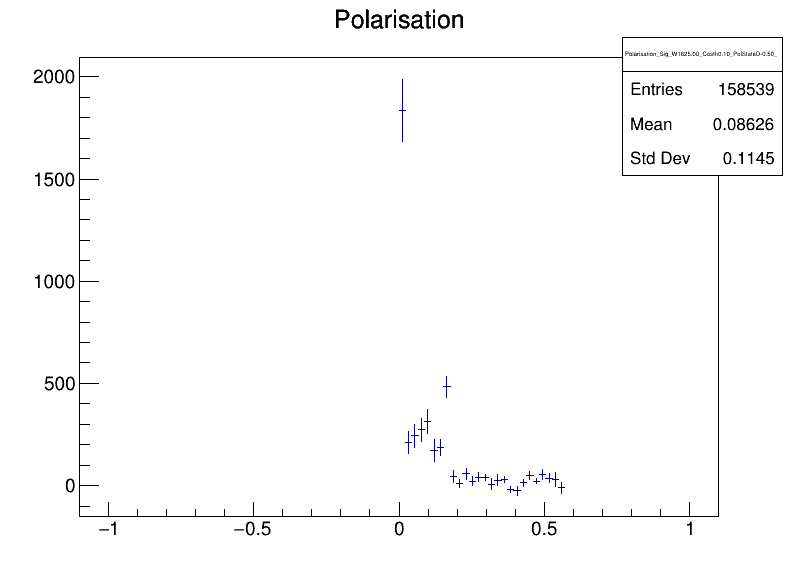 Polarisation
Polarisation_Sig_W1625.00_Costh0.10_PolStateD-0.50_
Entries 158539
Mean 0.08626
Std Dev 0.1145
2000
1500
1000
500
0
−1 −0.5 0 0.5 1